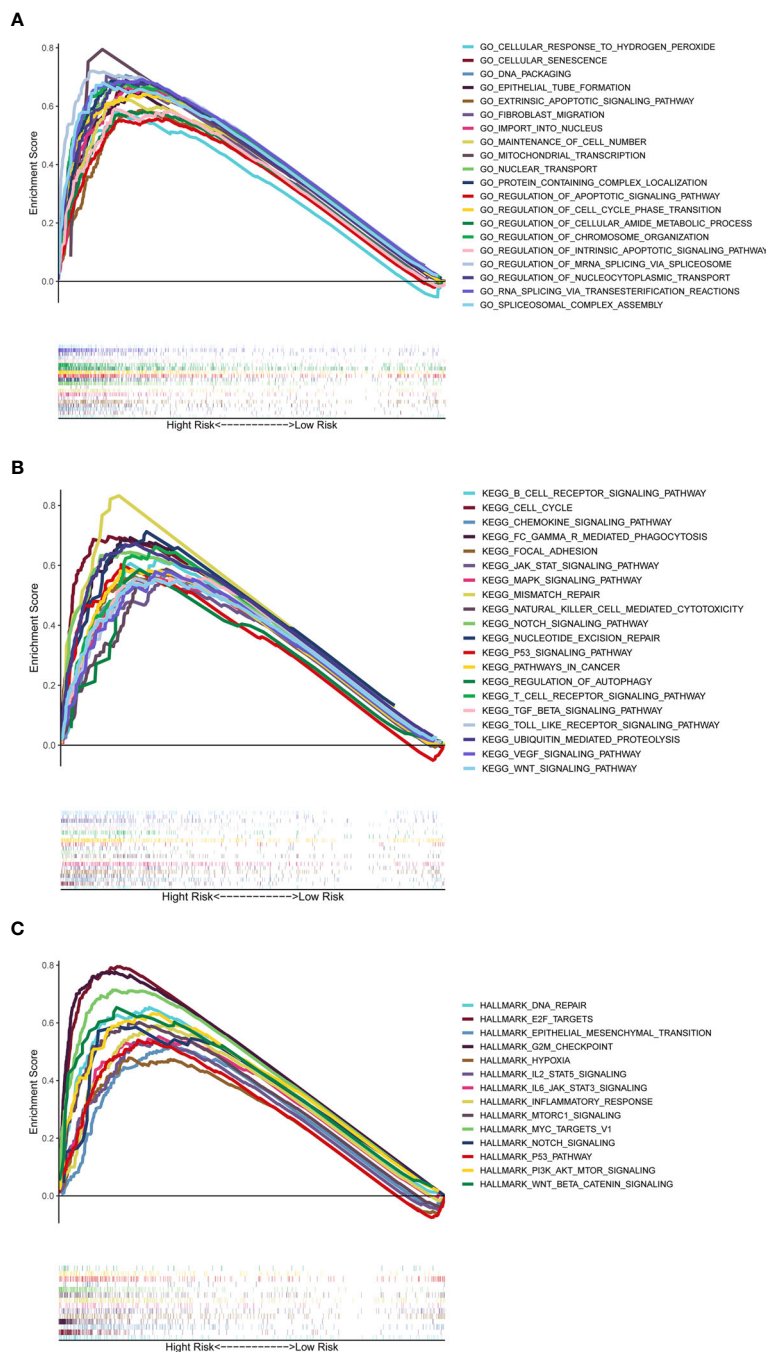 A
0.8
0.6
0.4
0.2
0.0
Enrichment Score
GO_CELLULAR_RESPONSE_TO_HYDROGEN_PEROXIDE
GO_CELLULAR_SENESCENCE
GO_DNA_PACKAGING
GO_EPITHELIAL_TUBE_FORMATION
GO_EXTRINSIC_APOPTOTIC_SIGNALING_PATHWAY
GO_FIBROBLAST_MIGRATION
GO_IMPORT_INTO_NUCLEUS
GO_MAINTENANCE_OF_CELL_NUMBER
GO_MITOCHONDRIAL_TRANSCRIPTION
GO_NUCLEAR_TRANSPORT
GO_PROTEIN_CONTAINING_COMPLEX_LOCALIZATION
GO_REGULATION_OF_APOPTOTIC_SIGNALING_PATHWAY
GO_REGULATION_OF_CELL_CYCLE_PHASE_TRANSITION
GO_REGULATION_OF_CELLULAR_AMIDE_METABOLIC_PROCESS
GO_REGULATION_OF_CHROMOSOME_ORGANIZATION
GO_REGULATION_OF_INTRINSIC_APOPTOTIC_SIGNALING_PATHWAY
GO_REGULATION_OF_MRNA_SPLICING_VIA_SPLICEOSOME
GO_REGULATION_OF_NUCLEOCYTOPLASMIC_TRANSPORT
GO_RNA_SPLICING_VIA_TRANSESTERIFICATION_REACTIONS
GO_SPLICEOSOMAL_COMPLEX_ASSEMBLY
Hight Risk<------------>Low Risk
B
0.8
0.6
0.4
0.2
0.0
Enrichment Score
KEGG_B_CELL_RECEPTOR_SIGNALING_PATHWAY
KEGG_CELL_CYCLE
KEGG_CHEMOKINE_SIGNALING_PATHWAY
KEGG_FC_GAMMA_R_MEDIATED_PHAGOCYTOSIS
KEGG_FOCAL_ADHESION
KEGG_JAK_STAT_SIGNALING_PATHWAY
KEGG_MAPK_SIGNALING_PATHWAY
KEGG_MISMATCH_REPAIR
KEGG_NATURAL_KILLER_CELL_MEDIATED_CYTOTOXICITY
KEGG_NOTCH_SIGNALING_PATHWAY
KEGG_NUCLEOTIDE_EXCISION_REPAIR
KEGG_P53_SIGNALING_PATHWAY
KEGG_PATHWAYS_IN_CANCER
KEGG_REGULATION_OF_AUTOPHAGY
KEGG_T_CELL_RECEPTOR_SIGNALING_PATHWAY
KEGG_TGF_BETA_SIGNALING_PATHWAY
KEGG_TOLL_LIKE_RECEPTOR_SIGNALING_PATHWAY
KEGG_UBIQUITIN_MEDIATED_PROTEOLYSIS
KEGG_VEGF_SIGNALING_PATHWAY
KEGG_WNT_SIGNALING_PATHWAY
Hight Risk<------------>Low Risk
C
0.8
0.6
0.4
0.2
0.0
Enrichment Score
HALLMARK_DNA_REPAIR
HALLMARK_E2F_TARGETS
HALLMARK_EPITHELIAL_MESENCHYMAL_TRANSITION
HALLMARK_G2M_CHECKPOINT
HALLMARK_HYPOXIA
HALLMARK_IL2_STAT5_SIGNALING
HALLMARK_IL6_JAK_STAT3_SIGNALING
HALLMARK_INFLAMMATORY_RESPONSE
HALLMARK_MTORC1_SIGNALING
HALLMARK_MYC_TARGETS_V1
HALLMARK_NOTCH_SIGNALING
HALLMARK_P53_PATHWAY
HALLMARK_PI3K_AKT_MTOR_SIGNALING
HALLMARK_WNT_BETA_CATENIN_SIGNALING
Hight Risk<------------>Low Risk